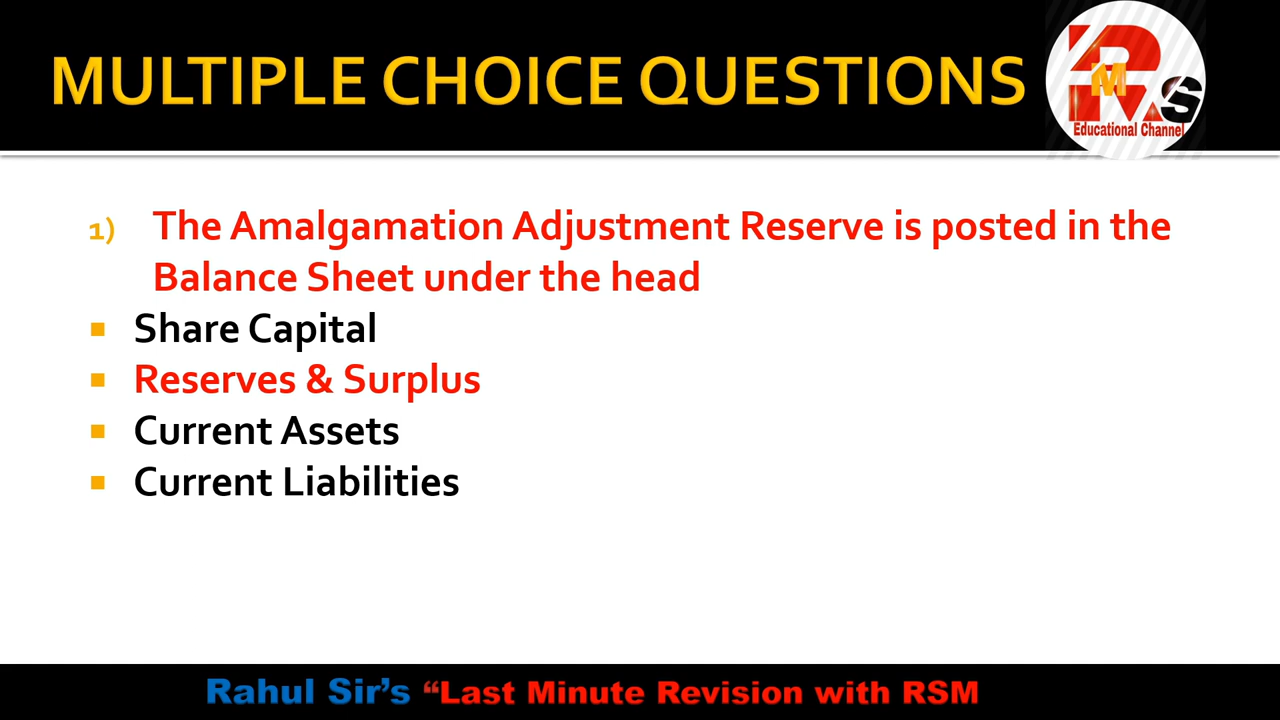 MULTIPLE CHOICE QUESTIONS
RMS
Educational Channel
1) The Amalgamation Adjustment Reserve is posted in the
Balance Sheet under the head
Share Capital
Reserves & Surplus
Current Assets
Current Liabilities
Rahul Sir's “Last Minute Revision with RSM